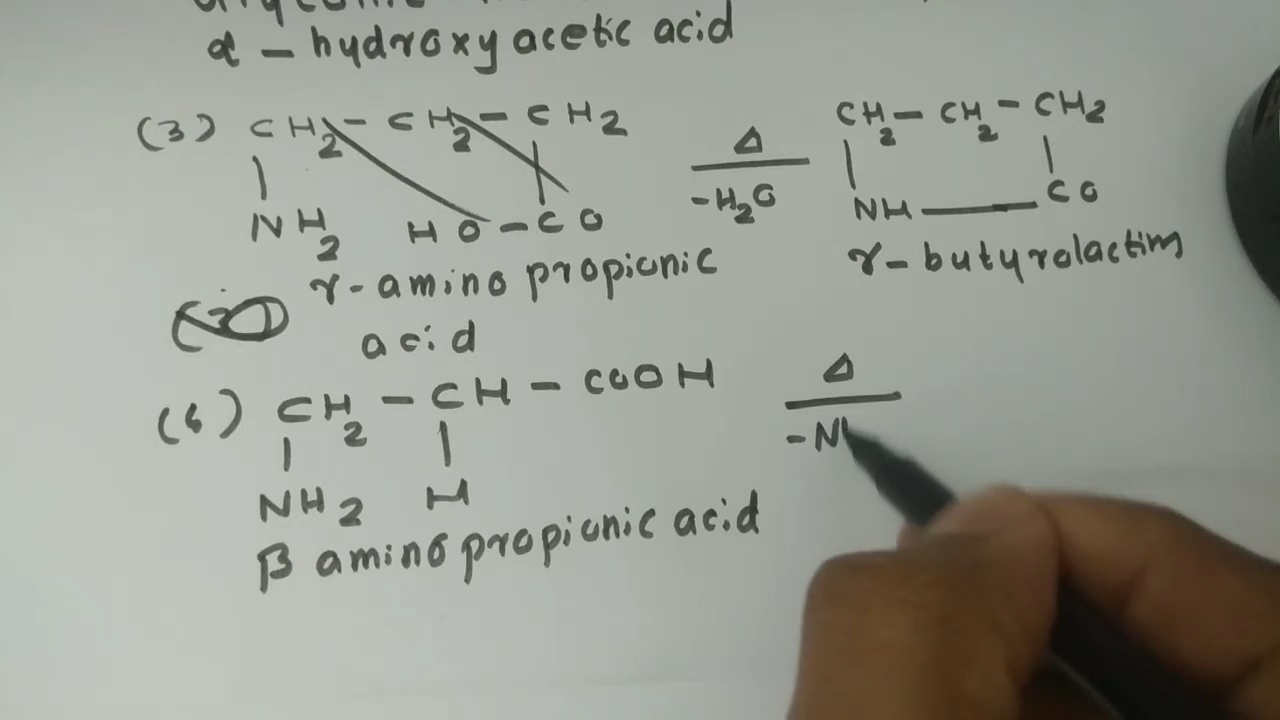 α - hydroxy acetic acid
(3) CH2 - CH2 - CH2
NH2 HO - CO
γ - amino propionic
acid
Δ
-H2O
CH2 - CH2 - CH2
NH — CO
γ - butyrolactim
(4) CH2 - CH - COOH
NH2 H
β amino propionic acid
Δ
- N